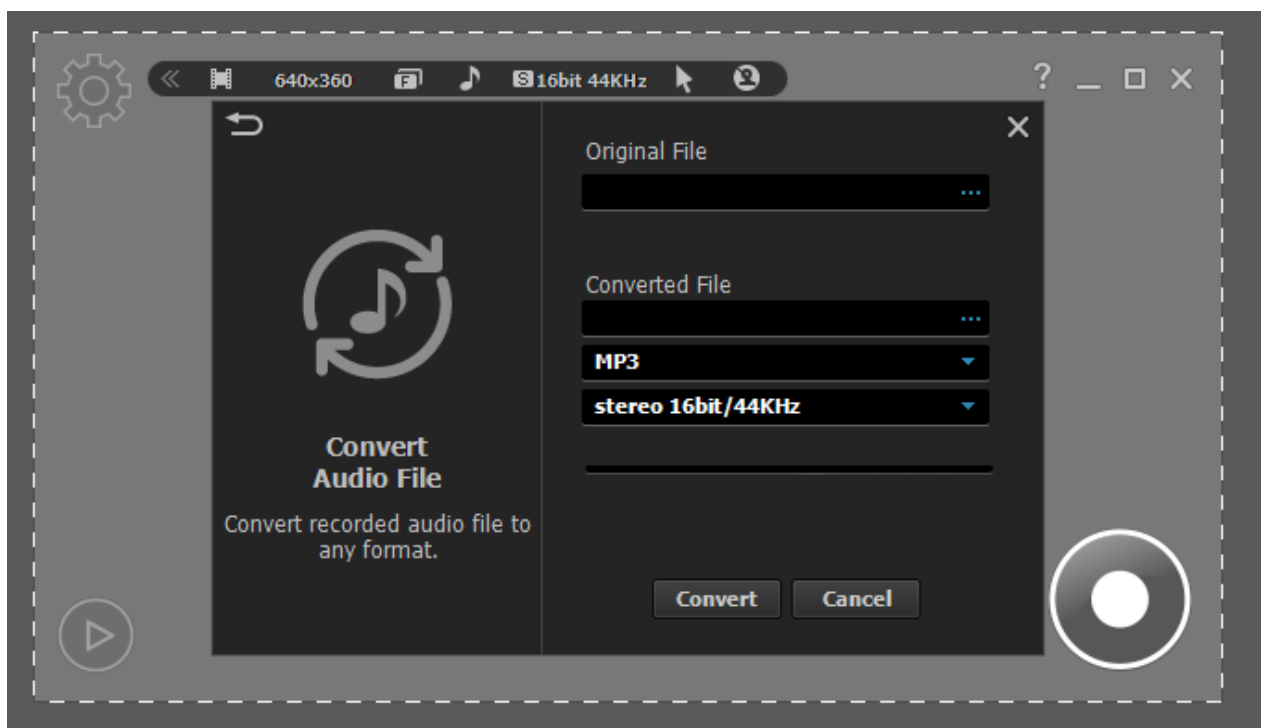 640x360 F S 16bit 44KHz 2 ?
Original File
...
Converted File
...
MP3
stereo 16bit/44KHz
Convert
Audio File
Convert recorded audio file to
any format.
Convert Cancel